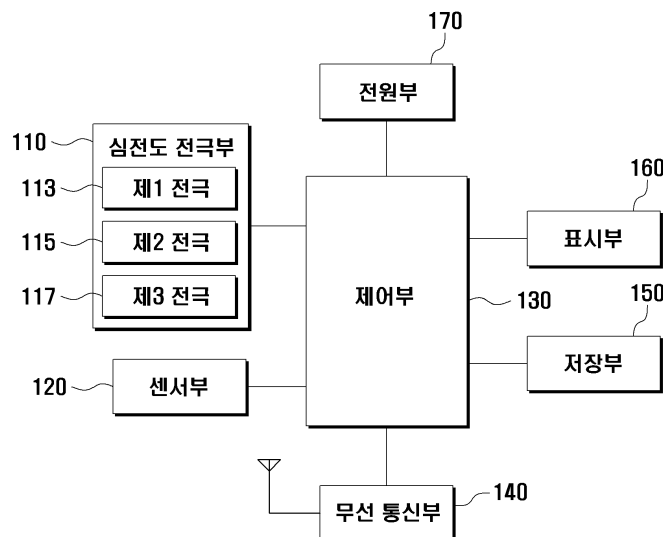 170
전원부
110
심전도 전극부
113
제1 전극
160
표시부
115
제2 전극
117
제3 전극
제어부
130
150
저장부
120
센서부
무선 통신부
140